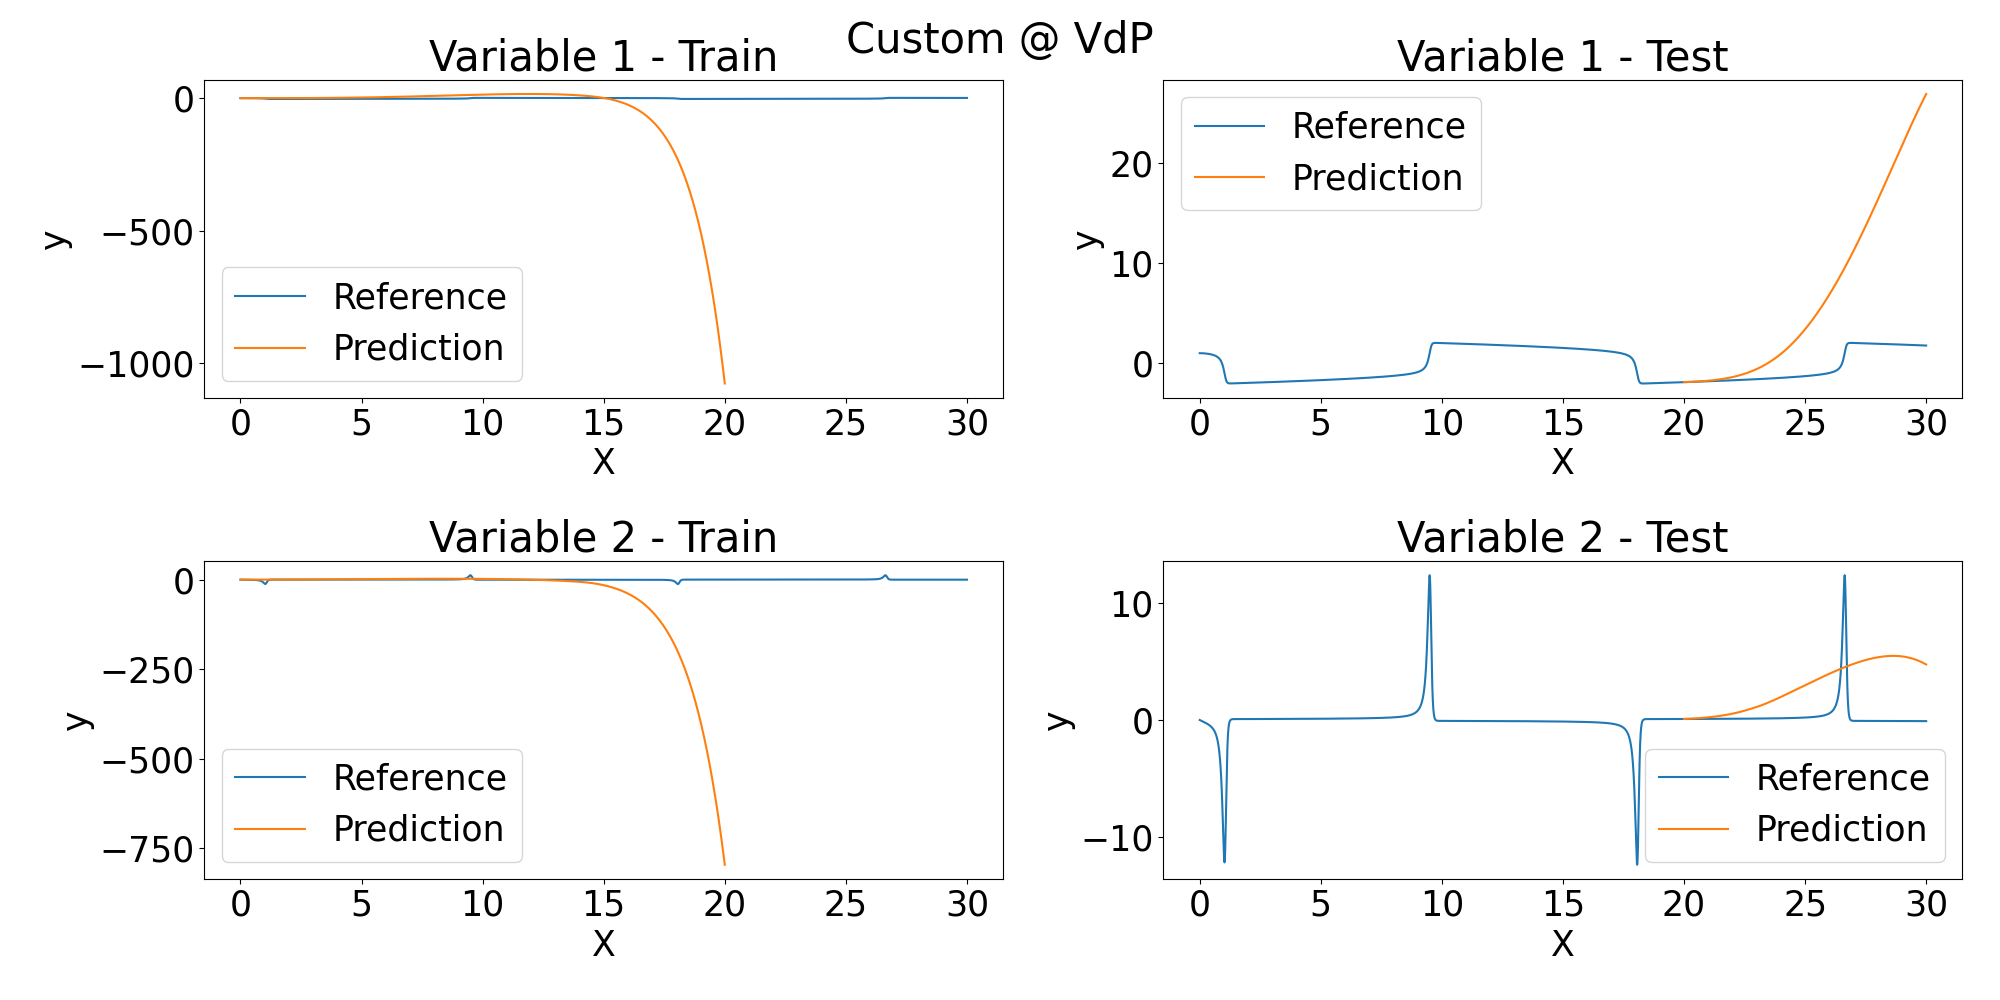 Custom @ VdP
Variable 1 - Train
0
−500
−1000
y
Reference
Prediction
0 5 10 15 20 25 30
X
Variable 1 - Test
20
10
0
y
Reference
Prediction
0 5 10 15 20 25 30
X
Variable 2 - Train
0
−250
−500
−750
y
Reference
Prediction
0 5 10 15 20 25 30
X
Variable 2 - Test
10
0
−10
y
Reference
Prediction
0 5 10 15 20 25 30
X